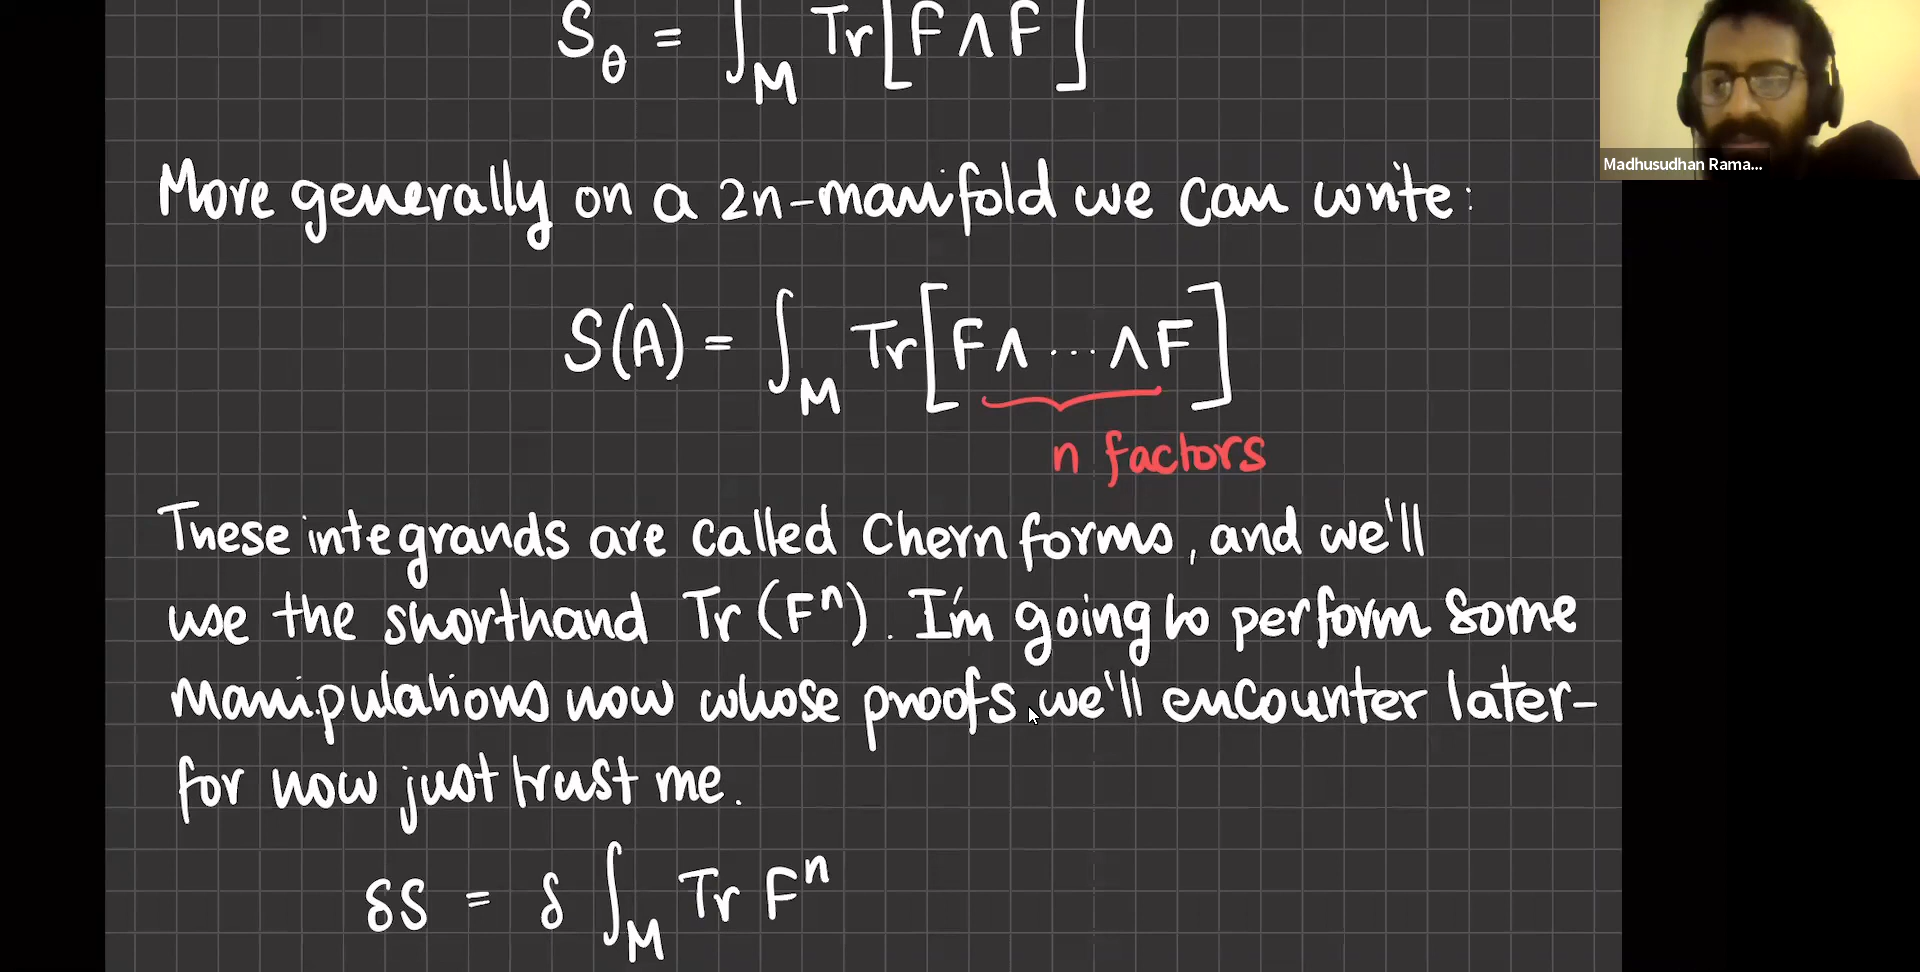 S_θ = ∫_M Tr[F ∧ F]
Madhusudhan Rama...
More generally on a 2n-manifold we can write:
S(A) = ∫_M Tr[F ∧ ... ∧ F]
n factors
These integrands are called Chern forms, and we'll
use the shorthand Tr (Fⁿ). I'm going to perform some
manipulations now whose proofs we'll encounter later-
for now just trust me.
δS = δ ∫_M Tr Fⁿ